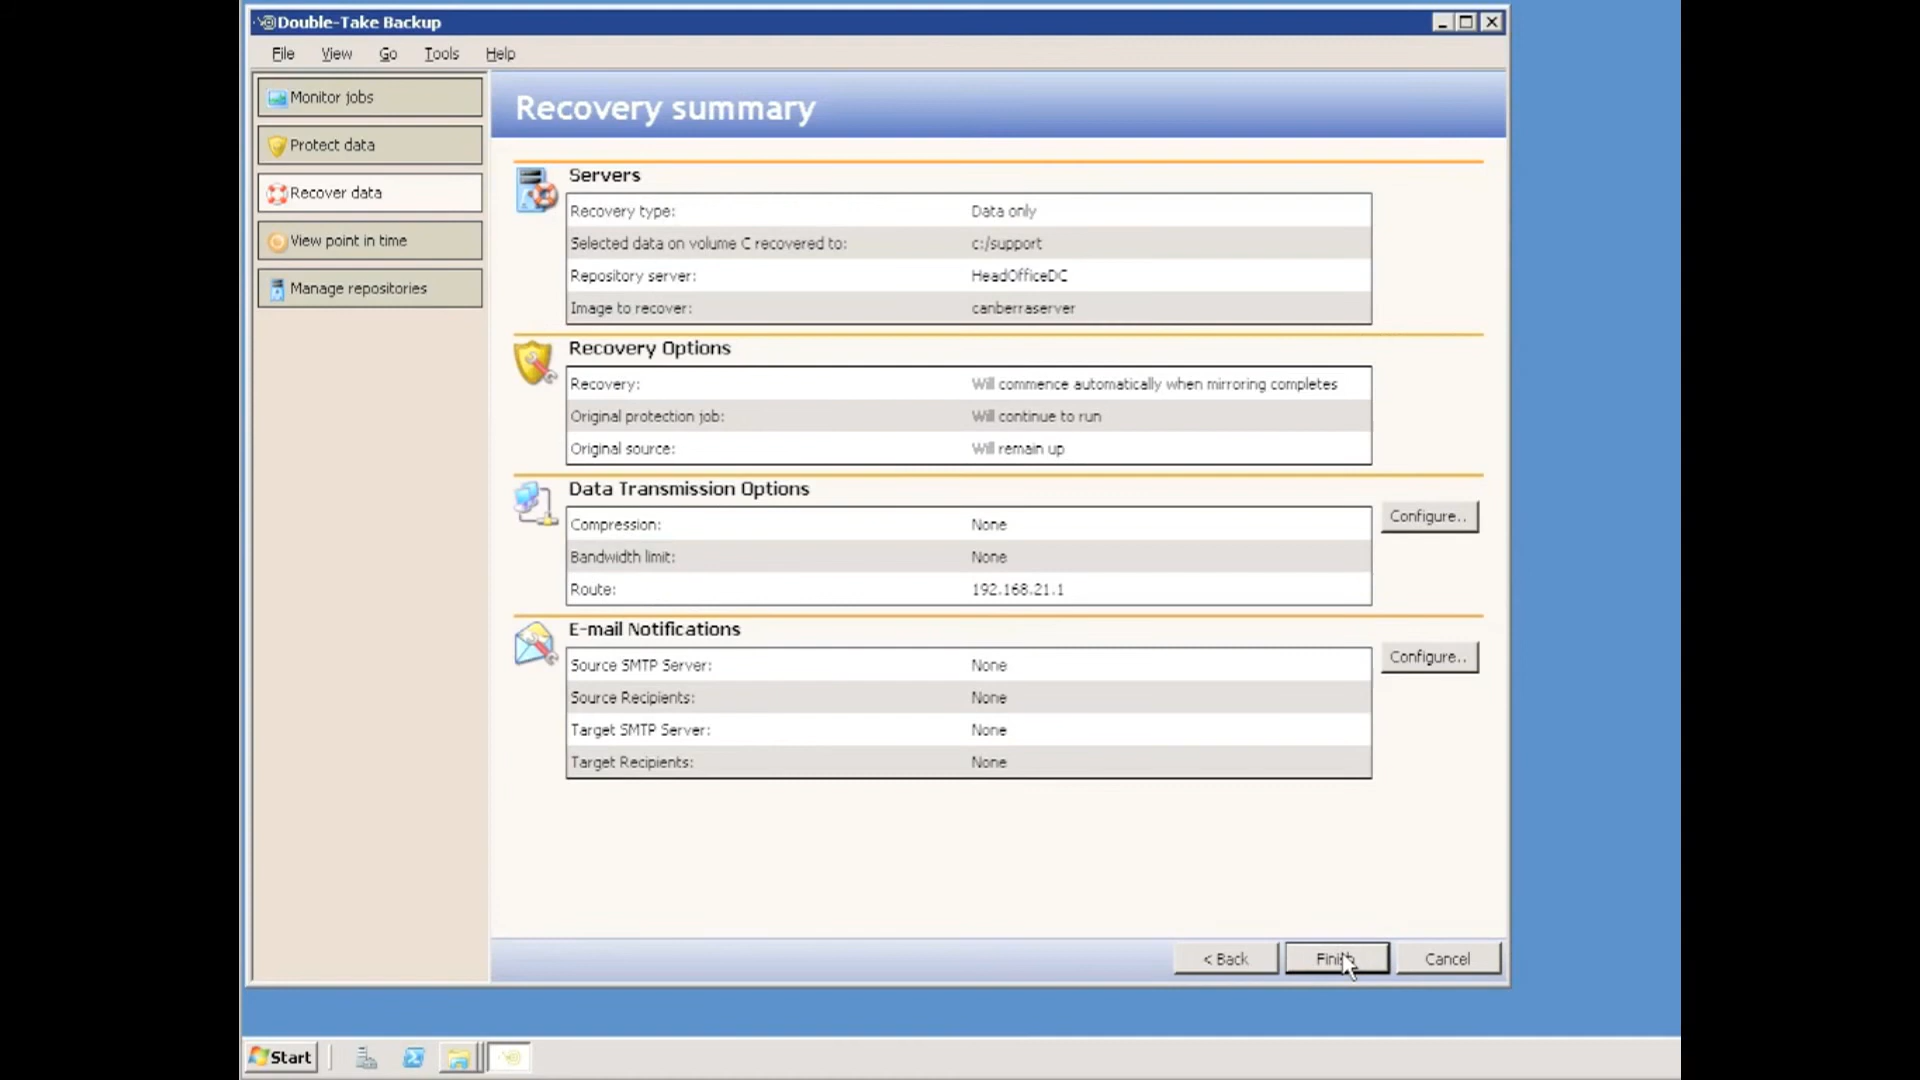 Double-Take Backup
File View Go Tools Help
Monitor jobs
Protect data
Recover data
View point in time
Manage repositories
Recovery summary
Servers
Recovery type: Data only
Selected data on volume C recovered to: c:/support
Repository server: HeadOfficeDC
Image to recover: canberraserver
Recovery Options
Recovery: Will commence automatically when mirroring completes
Original protection job: Will continue to run
Original source: Will remain up
Data Transmission Options
Configure..
Compression: None
Bandwidth limit: None
Route: 192.168.21.1
E-mail Notifications
Configure..
Source SMTP Server: None
Source Recipients: None
Target SMTP Server: None
Target Recipients: None
< Back Finish Cancel
Start